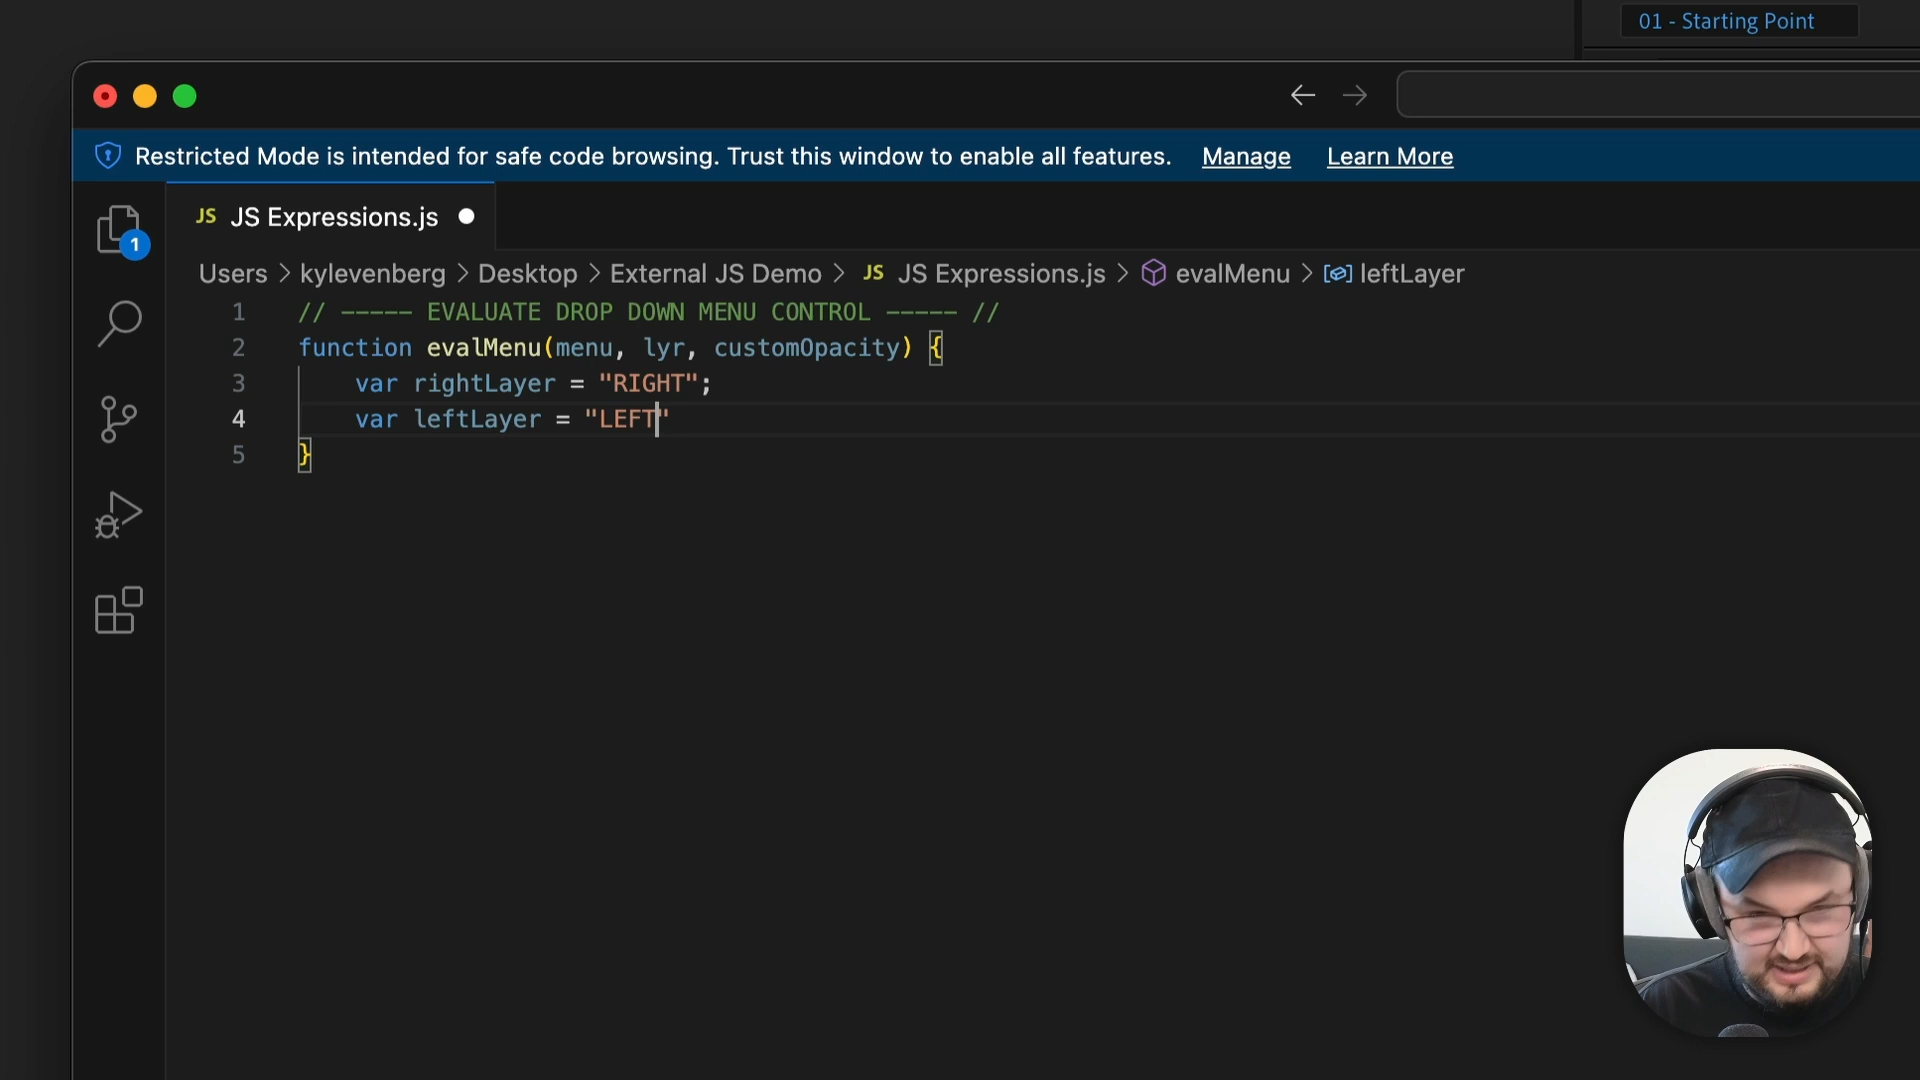 01 - Starting Point
Restricted Mode is intended for safe code browsing. Trust this window to enable all features. Manage Learn More
1
JS JS Expressions.js
Users > kylevenberg > Desktop > External JS Demo > JS JS Expressions.js > evalMenu > leftLayer
1 // ----- EVALUATE DROP DOWN MENU CONTROL ----- //
2 function evalMenu(menu, lyr, customOpacity) {
3 var rightLayer = "RIGHT";
4 var leftLayer = "LEFT"
5 }